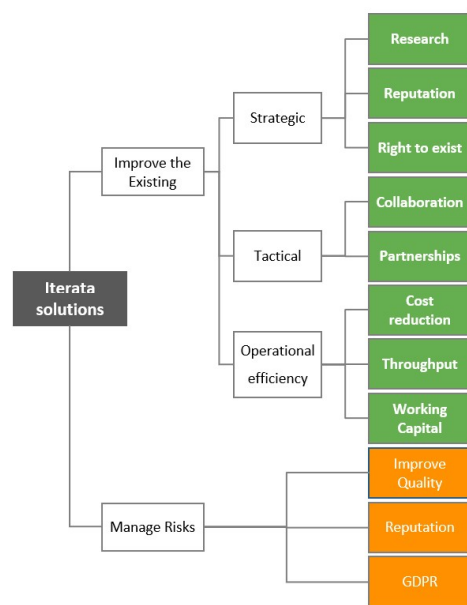 Research
Reputation
Strategic
Right to exist
Improve the
Existing
Collaboration
Tactical
Partnerships
Iterata
solutions
Cost
reduction
Operational
efficiency
Throughput
Working
Capital
Improve
Quality
Manage Risks
Reputation
GDPR